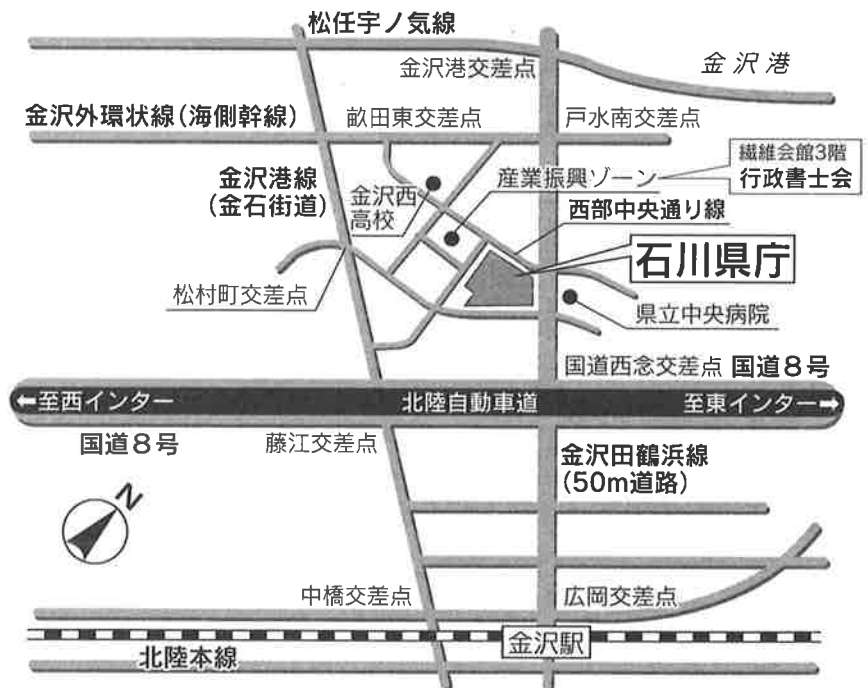 松任宇ノ気線
金沢港交差点
金沢港
金沢外環状線(海側幹線)
畝田東交差点
戸水南交差点
繊維会館3階
行政書士会
金沢港線
(金石街道)
金沢西
高校
産業振興ゾーン
西部中央通り線
石川県庁
松村町交差点
県立中央病院
国道西念交差点
国道8号
←至西インター
北陸自動車道
至東インター→
国道8号
藤江交差点
金沢田鶴浜線
(50m道路)
N
中橋交差点
広岡交差点
金沢駅
北陸本線